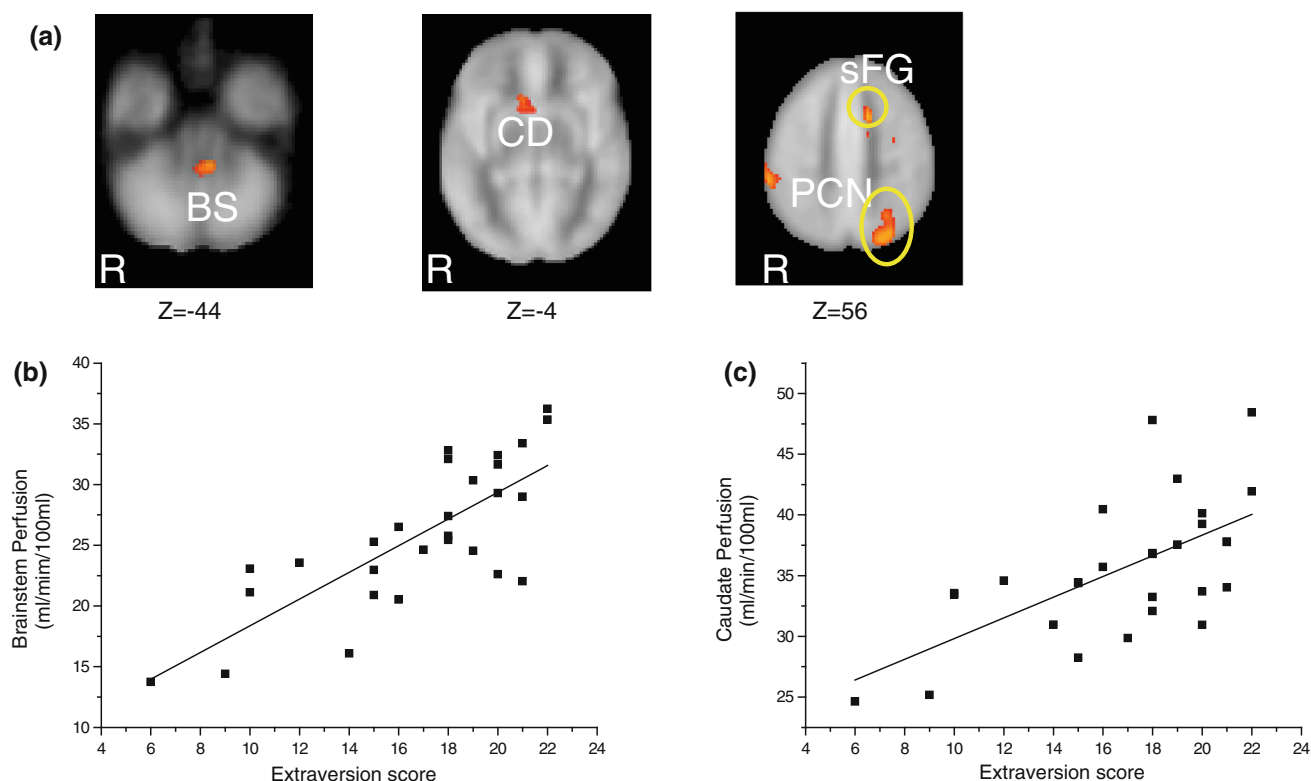 (a)
sFG
CD
PCN
BS
R
R
R
Z=-44
Z=-4
Z=56
(b)
40
35
30
25
20
15
10
Brainstem Perfusion
(ml/mim/100ml)
4 6 8 10 12 14 16 18 20 22 24
Extraversion score
(c)
50
45
40
35
30
25
Caudate Perfusion
(ml/min/100ml)
4 6 8 10 12 14 16 18 20 22 24
Extraversion score